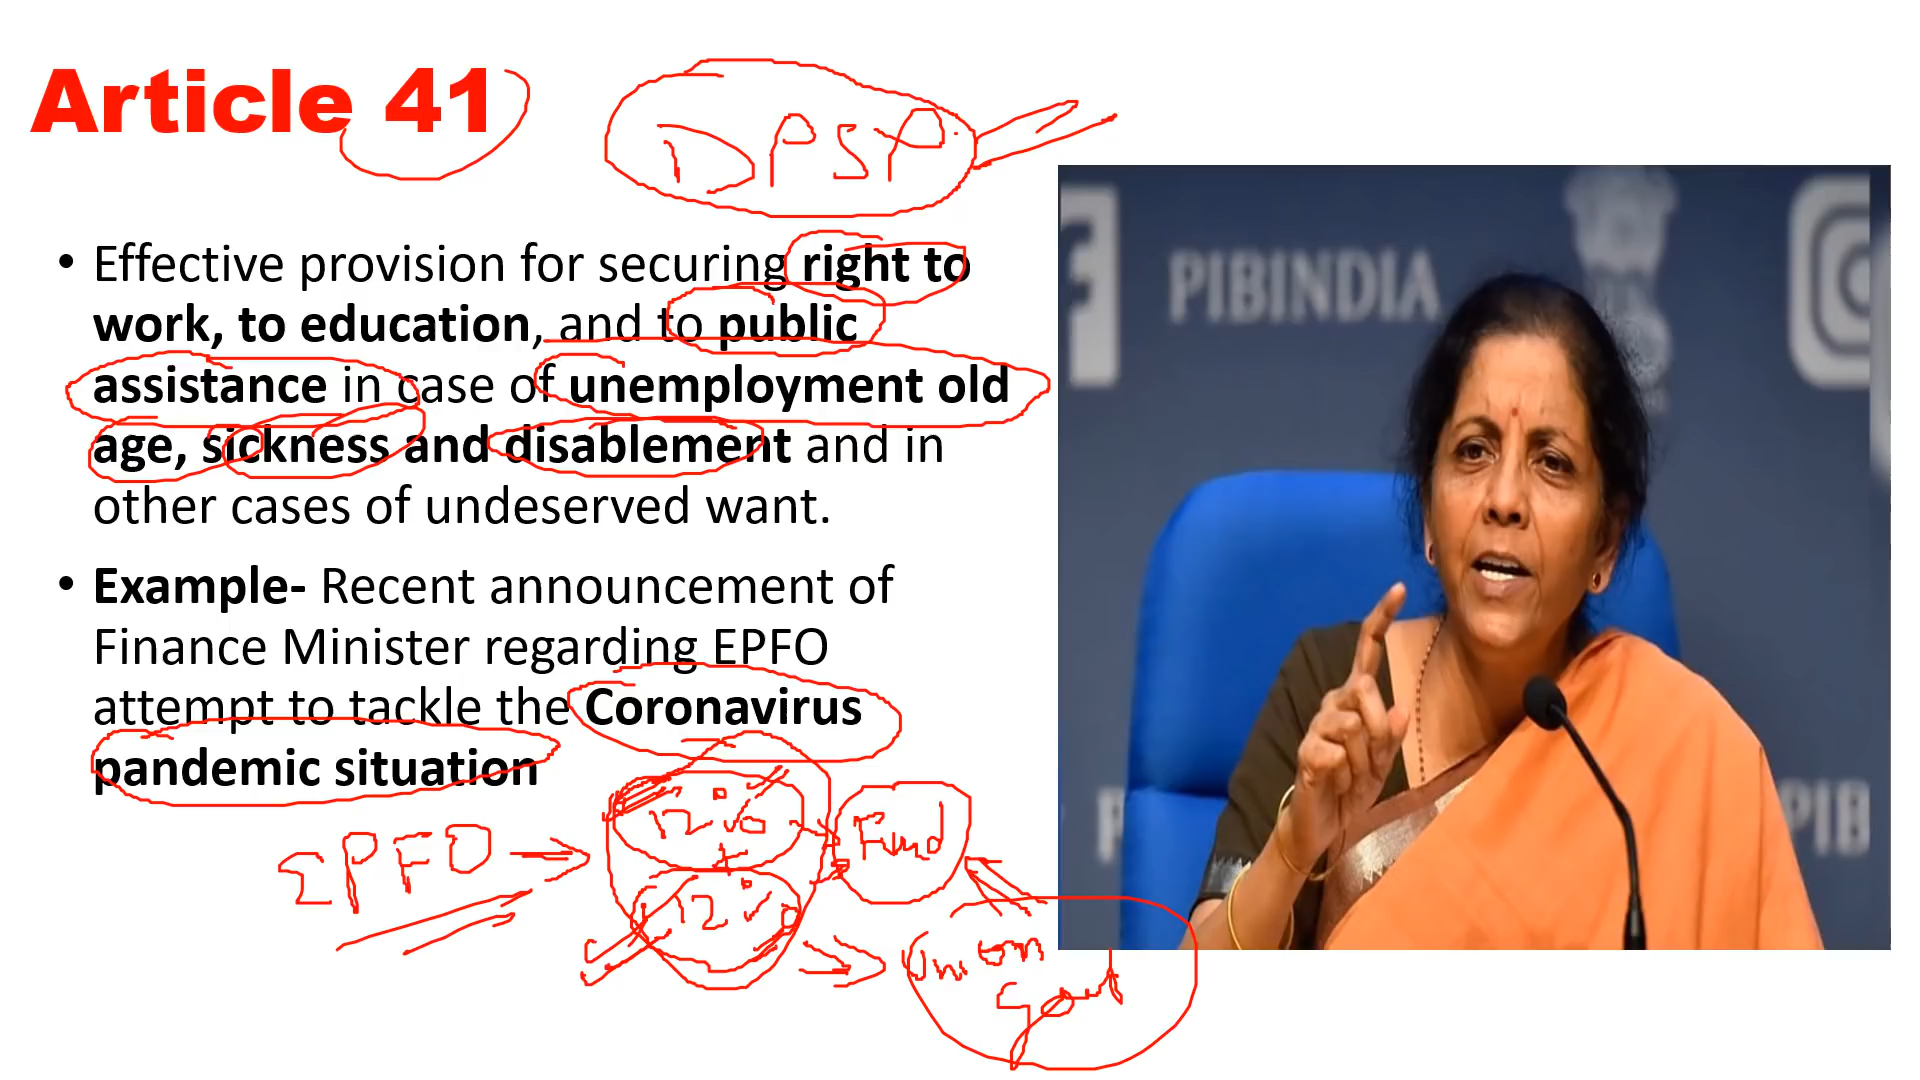 Article 41
DPSP
• Effective provision for securing right to
work, to education, and to public
assistance in case of unemployment old
age, sickness and disablement and in
other cases of undeserved want.
• Example- Recent announcement of
Finance Minister regarding EPFO
attempt to tackle the Coronavirus
pandemic situation
EPFO → 12% Fund
+
12% → Union
Govt
PIBINDIA
PIB